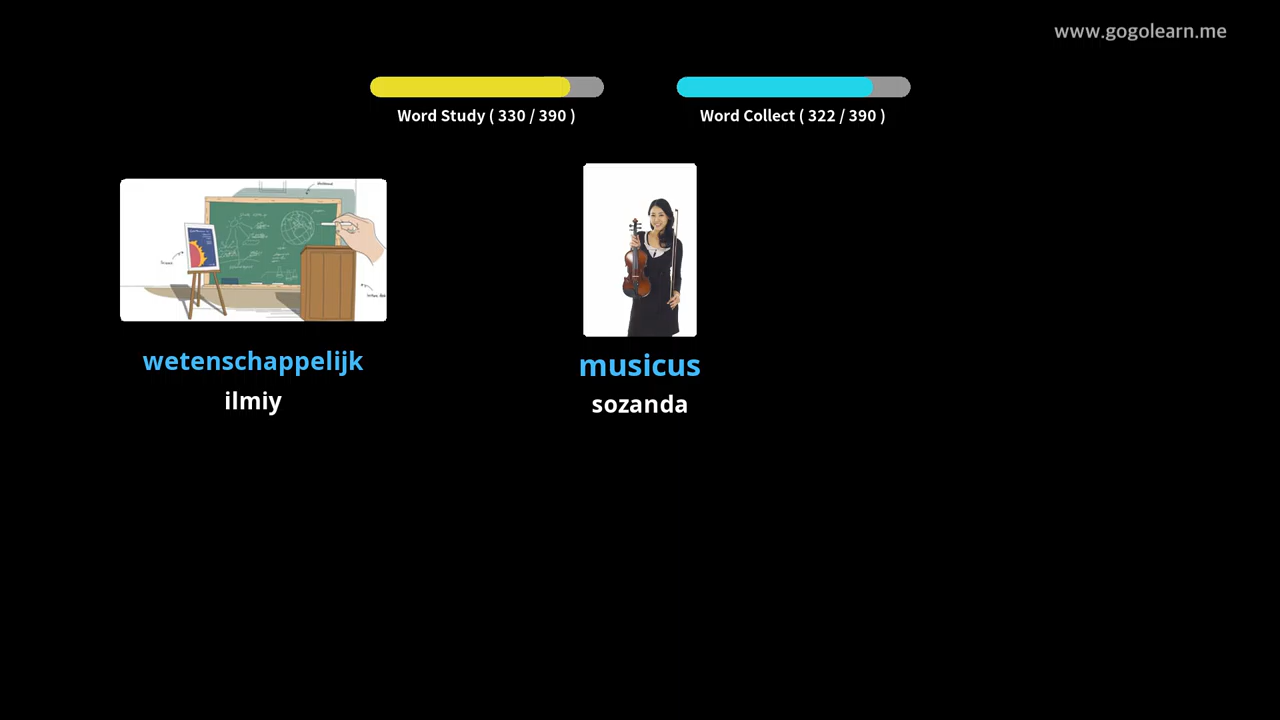 www.gogolearn.me
Word Study ( 330 / 390 )
Word Collect ( 322 / 390 )
wetenschappelijk
ilmiy
musicus
sozanda